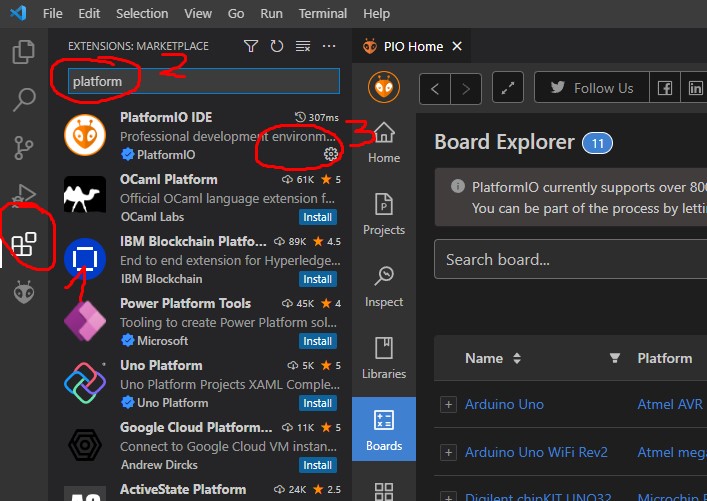 File Edit Selection View Go Run Terminal Help
EXTENSIONS: MARKETPLACE
PIO Home
2
platform
Follow Us
PlatformIO IDE 307ms
Professional development environm...
PlatformIO
3
OCaml Platform 61K 5
Official OCaml language extension f...
OCaml Labs Install
IBM Blockchain Platfo... 89K 4.5
End to end extension for Hyperledge...
IBM Blockchain Install
1
Power Platform Tools 45K 4
Tooling to create Power Platform sol...
Microsoft Install
Uno Platform 5K 5
Uno Platform Projects XAML Comple...
Uno Platform Install
Google Cloud Platform... 11K 5
Connect to Google Cloud VM instan...
Andrew Dircks Install
ActiveState Platform 24K 2.5
Home
Projects
Inspect
Libraries
Boards
Board Explorer 11
PlatformIO currently supports over 800
You can be part of the process by letti
Search board...
Name Platform
Arduino Uno Atmel AVR
Arduino Uno WiFi Rev2 Atmel mega
Digilent chipKIT UNO32 Microchip